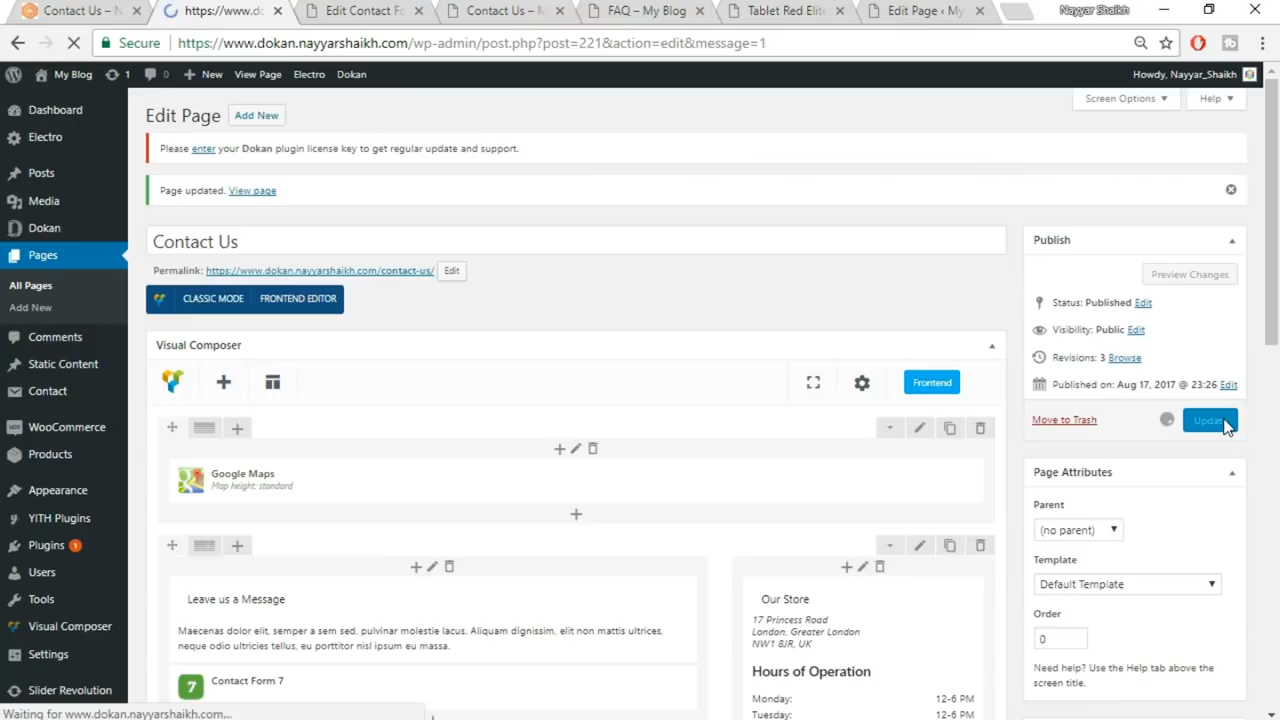 Contact Us – N
https://www.do
Edit Contact Fo
Contact Us – M
FAQ – My Blog
Tablet Red Elite
Edit Page ‹ My
Nayyar Shaikh
Secure https://www.dokan.nayyarshaikh.com/wp-admin/post.php?post=221&action=edit&message=1
My Blog 1 0 New View Page Electro Dokan Howdy, Nayyar_Shaikh
Dashboard
Electro
Posts
Media
Dokan
Pages
All Pages
Add New
Comments
Static Content
Contact
WooCommerce
Products
Appearance
YITH Plugins
Plugins 1
Users
Tools
Visual Composer
Settings
Slider Revolution
Screen Options Help
Edit Page Add New
Please enter your Dokan plugin license key to get regular update and support.
Page updated. View page
Contact Us
Permalink: https://www.dokan.nayyarshaikh.com/contact-us/ Edit
CLASSIC MODE FRONTEND EDITOR
Visual Composer
Frontend
Google Maps
Map height: standard
Leave us a Message
Maecenas dolor elit, semper a sem sed, pulvinar molestie lacus. Aliquam dignissim, elit non mattis ultrices,
neque odio ultricies tellus, eu porttitor nisl ipsum eu massa.
7 Contact Form 7
Our Store
17 Princess Road
London, Greater London
NW1 8JR, UK
Hours of Operation
Monday: 12-6 PM
Tuesday: 12-6 PM
Publish
Preview Changes
Status: Published Edit
Visibility: Public Edit
Revisions: 3 Browse
Published on: Aug 17, 2017 @ 23:26 Edit
Move to Trash Update
Page Attributes
Parent
(no parent)
Template
Default Template
Order
0
Need help? Use the Help tab above the
screen title.
Waiting for www.dokan.nayyarshaikh.com...